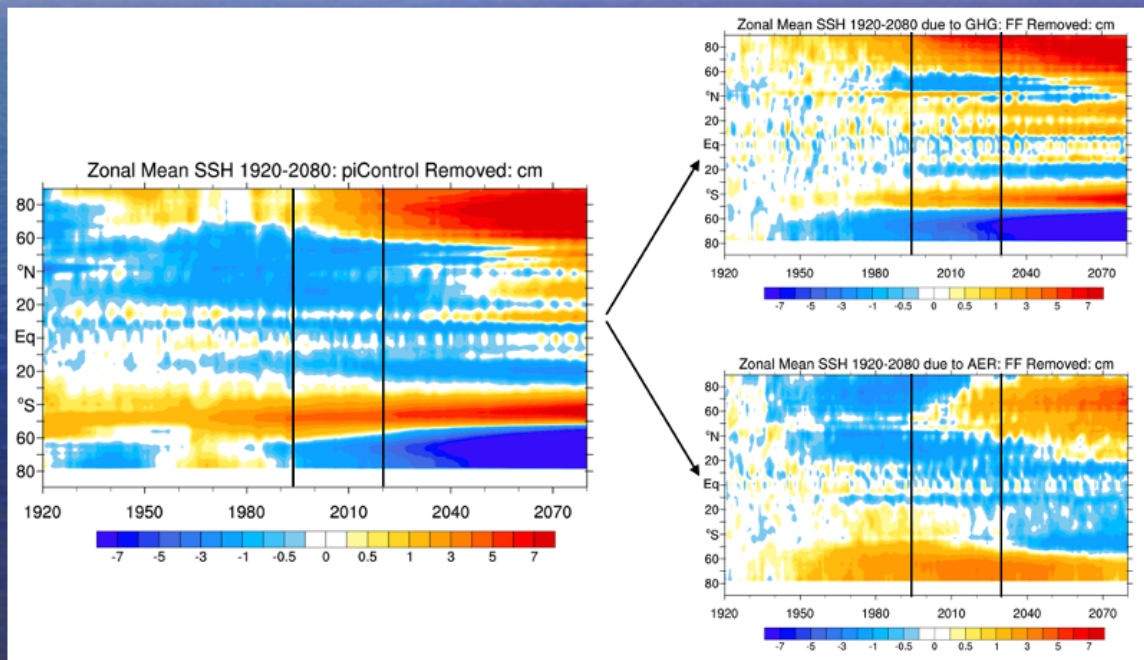 Zonal Mean SSH 1920-2080: piControl Removed: cm
80
60
°N
40
20
Eq
20
°S
60
80
1920 1950 1980 2010 2040 2070
-7 -5 -3 -1 -0.5 0 0.5 1 3 5 7
Zonal Mean SSH 1920-2080 due to GHG: FF Removed: cm
80
60
°N
20
Eq
20
°S
60
80
1920 1950 1980 2010 2040 2070
-7 -5 -3 -1 -0.5 0 0.5 1 3 5 7
Zonal Mean SSH 1920-2080 due to AER: FF Removed: cm
80
60
°N
20
Eq
20
°S
60
80
1920 1950 1980 2010 2040 2070
-7 -5 -3 -1 -0.5 0 0.5 1 3 5 7